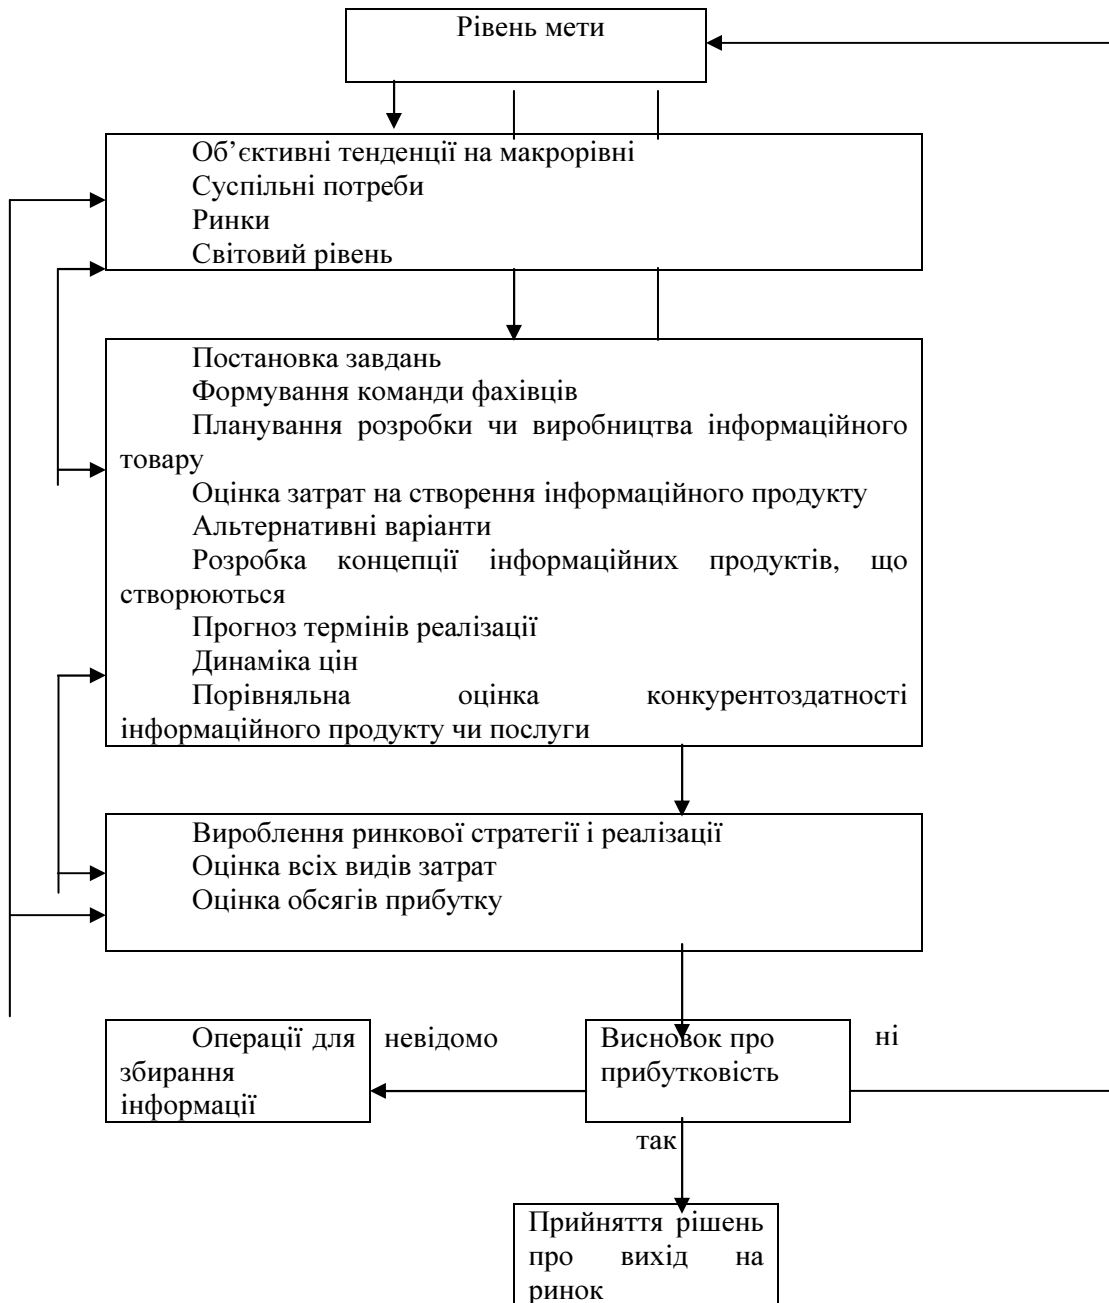 Рівень мети
Об’єктивні тенденції на макрорівні
Суспільні потреби
Ринки
Світовий рівень
Постановка завдань
Формування команди фахівців
Планування розробки чи виробництва інформаційного
товару
Оцінка затрат на створення інформаційного продукту
Альтернативні варіанти
Розробка концепції інформаційних продуктів, що
створюються
Прогноз термінів реалізації
Динаміка цін
Порівняльна оцінка конкурентоздатності
інформаційного продукту чи послуги
Вироблення ринкової стратегії і реалізації
Оцінка всіх видів затрат
Оцінка обсягів прибутку
Операції для
збирання
інформації
невідомо
Висновок про
прибутковість
ні
так
Прийняття рішень
про вихід на
ринок